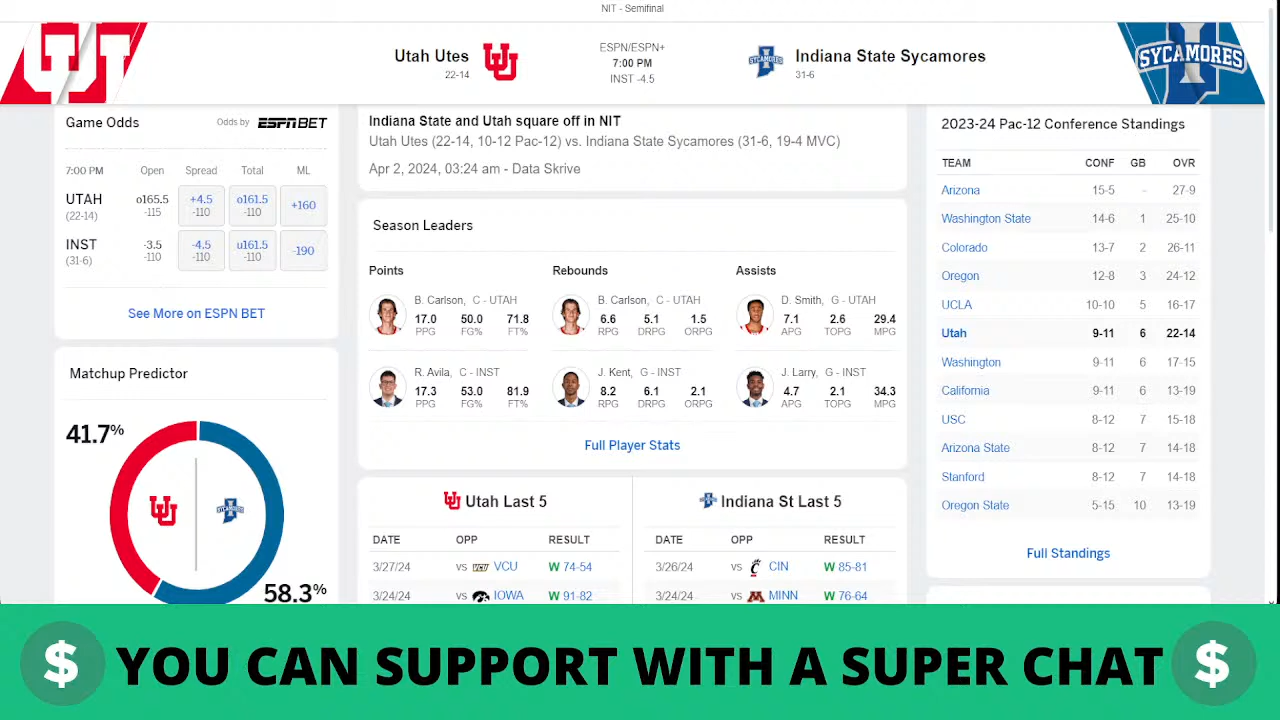 NIT - Semifinal
Utah Utes
22-14
ESPN/ESPN+
7:00 PM
INST -4.5
SYCAMORES
Indiana State Sycamores
31-6
SYCAMORES
Game Odds
Odds by ESPN BET
7:00 PM Open Spread Total ML
UTAH o165.5 +4.5 o161.5 +160
(22-14) -115 -110 -110
INST -3.5 -4.5 u161.5 -190
(31-6) -110 -110 -110
See More on ESPN BET
Matchup Predictor
41.7%
SYCAMORES
58.3%
Indiana State and Utah square off in NIT
Utah Utes (22-14, 10-12 Pac-12) vs. Indiana State Sycamores (31-6, 19-4 MVC)
Apr 2, 2024, 03:24 am - Data Skrive
Season Leaders
Points Rebounds Assists
B. Carlson, C - UTAH B. Carlson, C - UTAH D. Smith, G - UTAH
17.0 50.0 71.8 6.6 5.1 1.5 7.1 2.6 29.4
PPG FG% FT% RPG DRPG ORPG APG TOPG MPG
R. Avila, C - INST J. Kent, G - INST J. Larry, G - INST
17.3 53.0 81.9 8.2 6.1 2.1 4.7 2.1 34.3
PPG FG% FT% RPG DRPG ORPG APG TOPG MPG
Full Player Stats
Utah Last 5
DATE OPP RESULT
3/27/24 vs VCU VCU W 74-54
3/24/24 vs IOWA W 91-82
Indiana St Last 5
DATE OPP RESULT
3/26/24 vs CIN W 85-81
3/24/24 vs MINN W 76-64
2023-24 Pac-12 Conference Standings
TEAM CONF GB OVR
Arizona 15-5 - 27-9
Washington State 14-6 1 25-10
Colorado 13-7 2 26-11
Oregon 12-8 3 24-12
UCLA 10-10 5 16-17
Utah 9-11 6 22-14
Washington 9-11 6 17-15
California 9-11 6 13-19
USC 8-12 7 15-18
Arizona State 8-12 7 14-18
Stanford 8-12 7 14-18
Oregon State 5-15 10 13-19
Full Standings
$ YOU CAN SUPPORT WITH A SUPER CHAT $